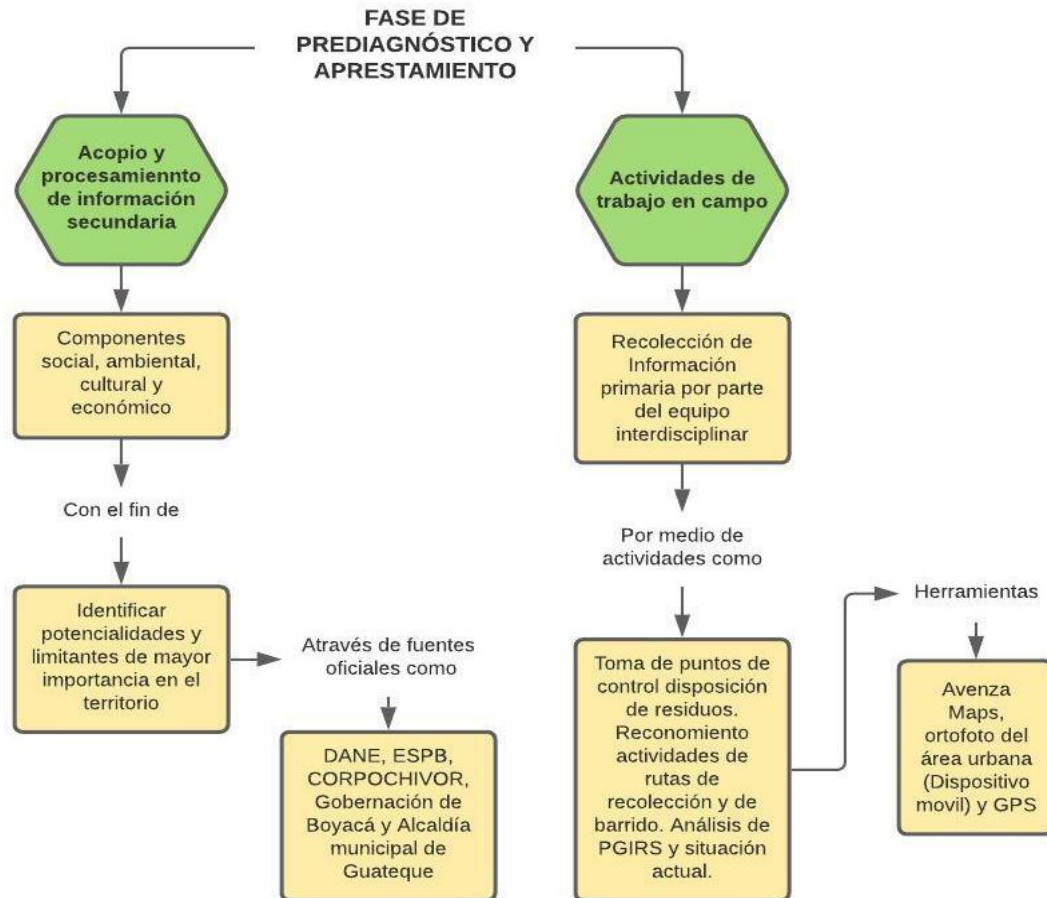 FASE DE
PREDIAGNÓSTICO Y
APRESTAMIENTO
Acopio y
procesamiennto
de información
secundaria
Componentes
social, ambiental,
cultural y
económico
Con el fin de
Identificar
potencialidades y
limitantes de mayor
importancia en el
territorio
Através de fuentes
oficiales como
DANE, ESPB,
CORPOCHIVOR,
Gobernación de
Boyacá y Alcaldía
municipal de
Guateque
Actividades de
trabajo en campo
Recolección de
Información
primaria por parte
del equipo
interdisciplinar
Por medio de
actividades como
Toma de puntos de
control disposición
de residuos.
Reconomiento
actividades de
rutas de
recolección y de
barrido. Análisis de
PGIRS y situación
actual.
Herramientas
Avenza
Maps,
ortofoto del
área urbana
(Dispositivo
movil) y GPS